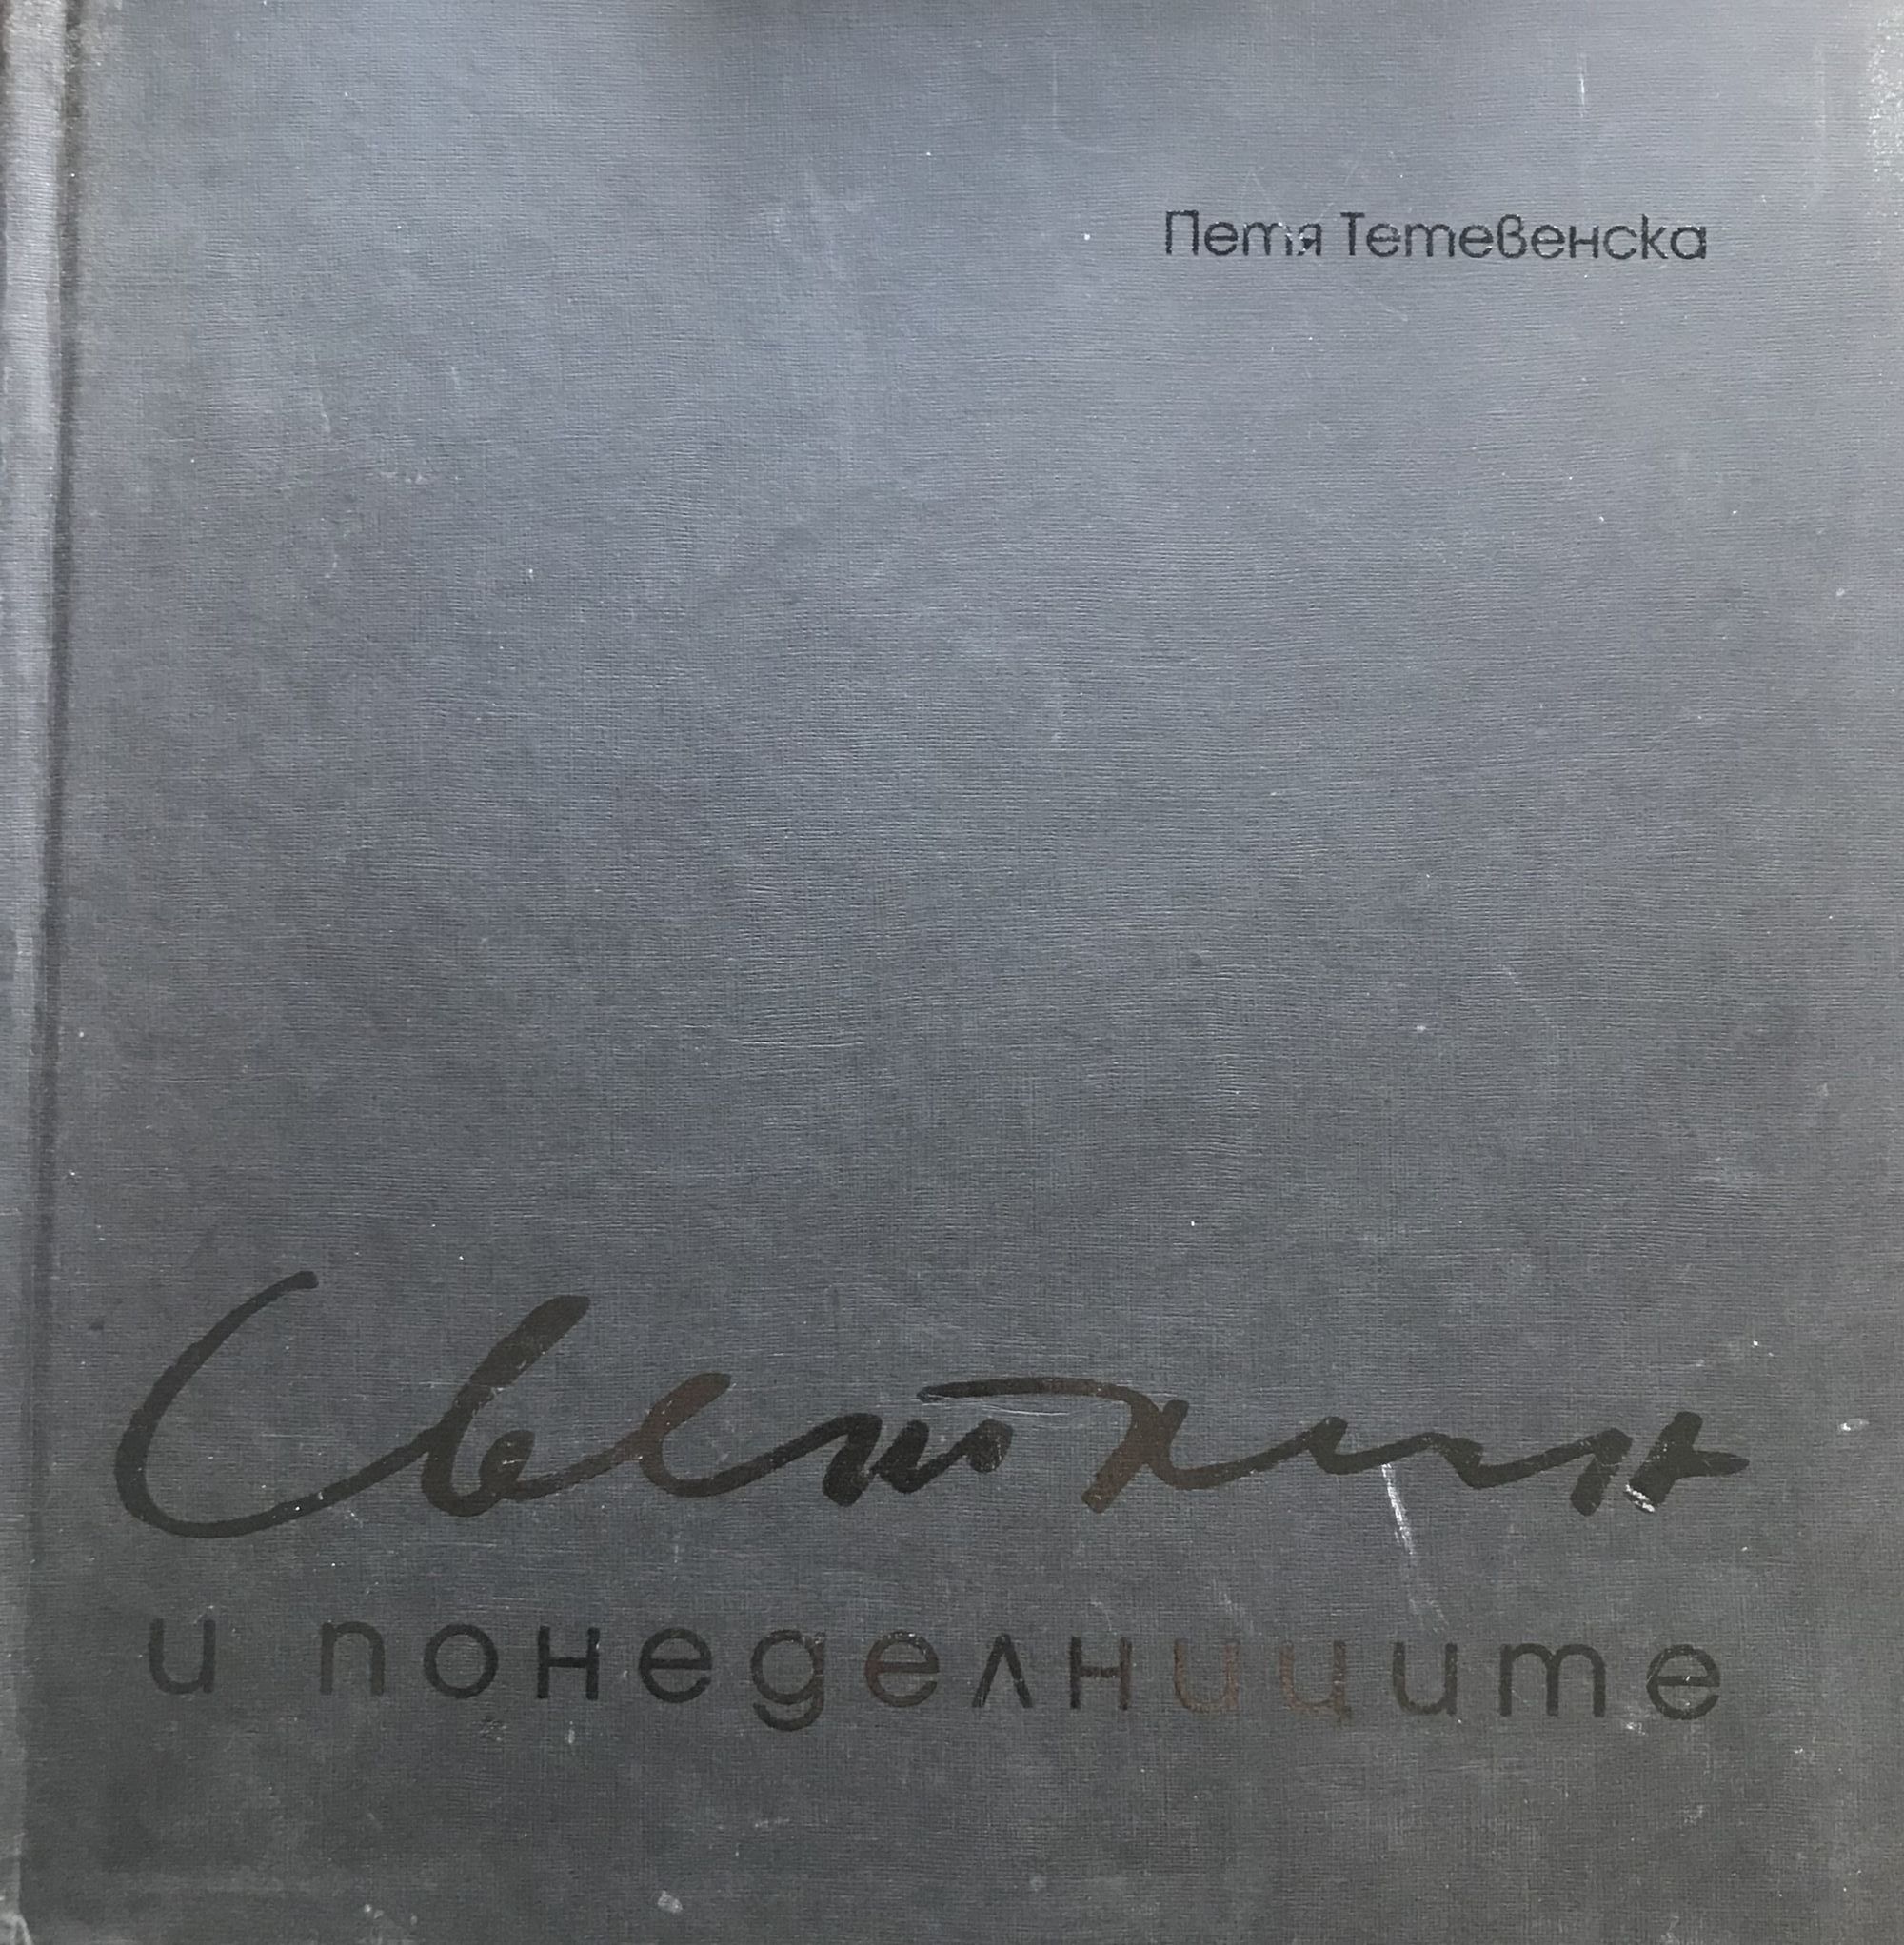 Петя Тетевенска
Светлин
и понеделниците